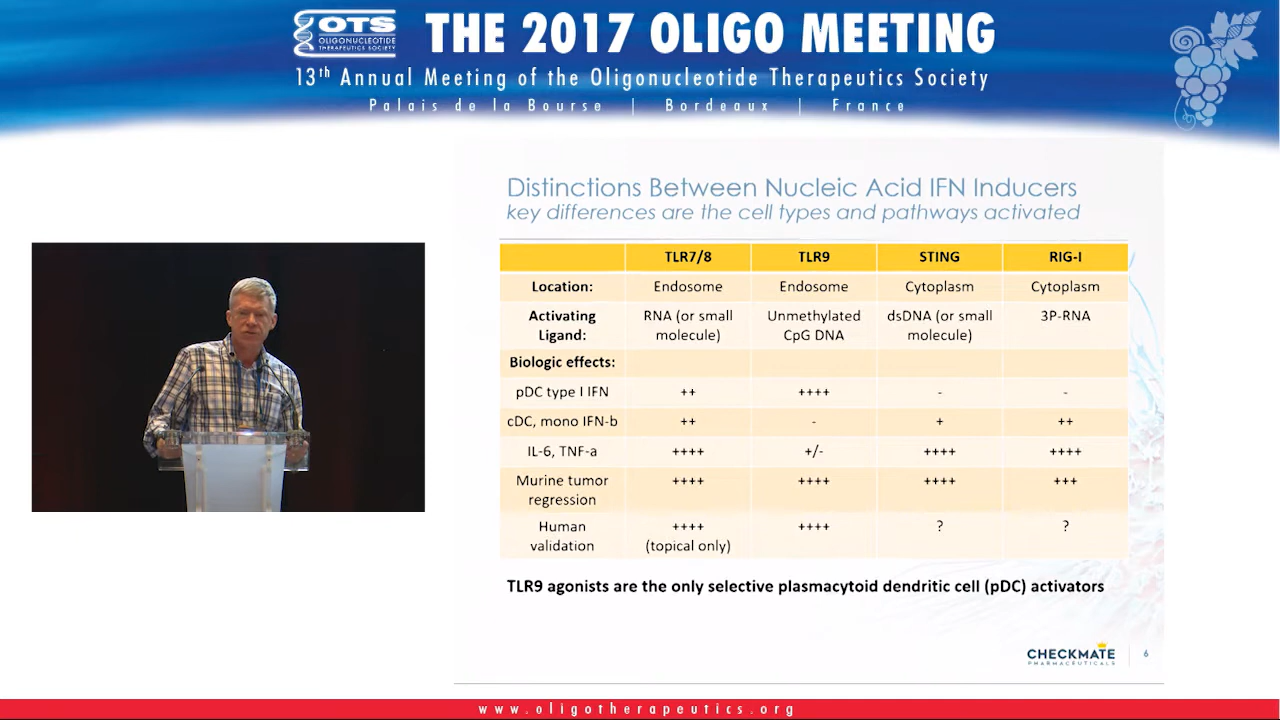 OTS
OLIGONUCLEOTIDE
THERAPEUTICS SOCIETY
THE 2017 OLIGO MEETING
13th Annual Meeting of the Oligonucleotide Therapeutics Society
Palais de la Bourse | Bordeaux | France
Distinctions Between Nucleic Acid IFN Inducers
key differences are the cell types and pathways activated
TLR7/8 TLR9 STING RIG-I
Location: Endosome Endosome Cytoplasm Cytoplasm
Activating RNA (or small Unmethylated dsDNA (or small 3P-RNA
Ligand: molecule) CpG DNA molecule)
Biologic effects:
pDC type I IFN ++ ++++ - -
cDC, mono IFN-b ++ - + ++
IL-6, TNF-a ++++ +/- ++++ ++++
Murine tumor ++++ ++++ ++++ +++
regression
Human ++++ ++++ ? ?
validation (topical only)
TLR9 agonists are the only selective plasmacytoid dendritic cell (pDC) activators
CHECKMATE
PHARMACEUTICALS
6
www.oligotherapeutics.org